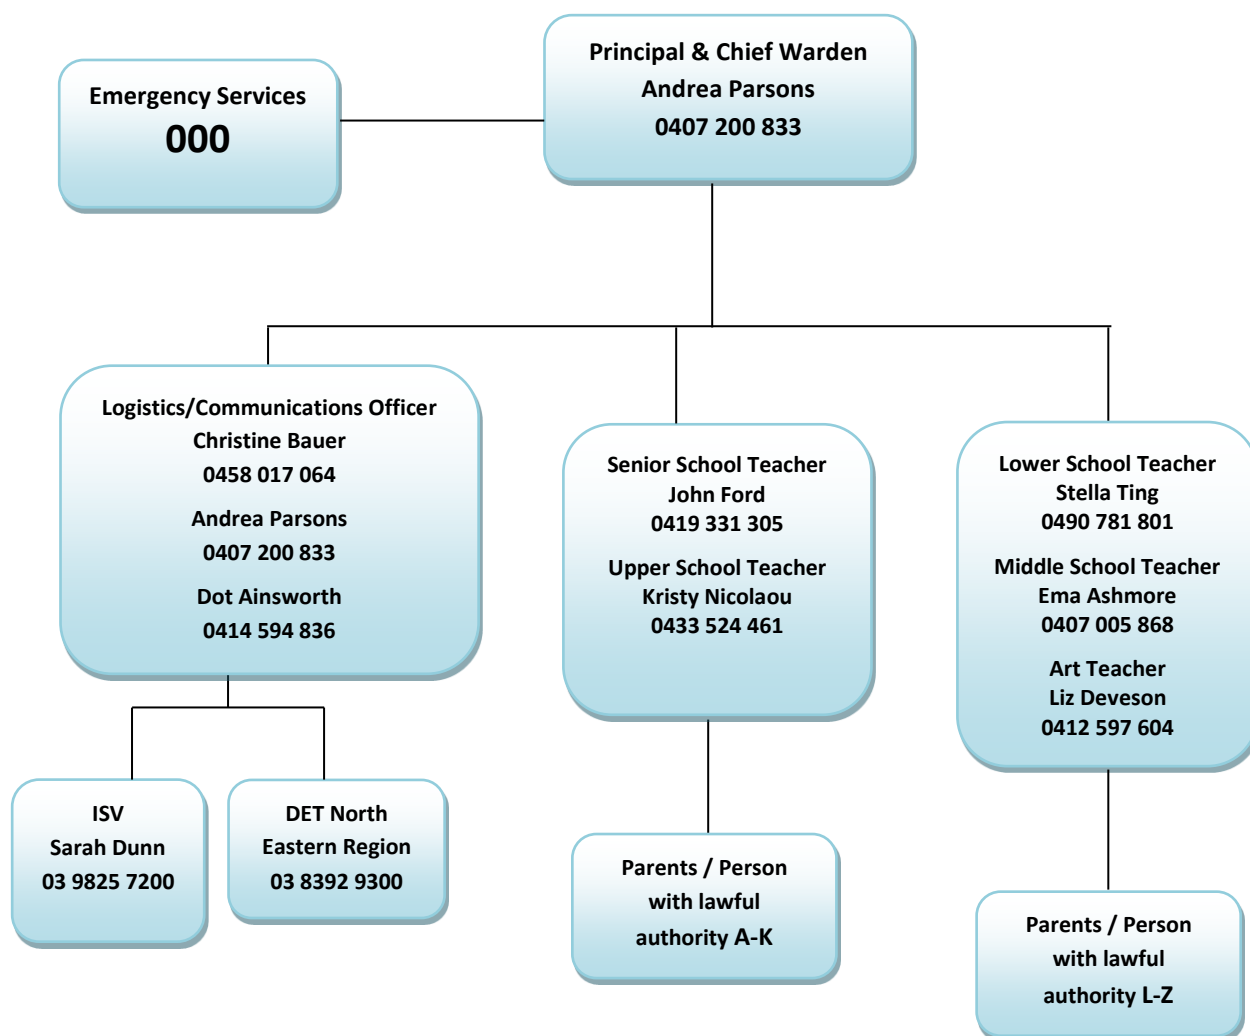 Principal & Chief Warden
Andrea Parsons
0407 200 833
Emergency Services
000
Logistics/Communications Officer
Christine Bauer
0458 017 064
Andrea Parsons
0407 200 833
Dot Ainsworth
0414 594 836
Senior School Teacher
John Ford
0419 331 305
Upper School Teacher
Kristy Nicolaou
0433 524 461
Lower School Teacher
Stella Ting
0490 781 801
Middle School Teacher
Ema Ashmore
0407 005 868
Art Teacher
Liz Deveson
0412 597 604
ISV
Sarah Dunn
03 9825 7200
DET North
Eastern Region
03 8392 9300
Parents / Person
with lawful
authority A-K
Parents / Person
with lawful
authority L-Z